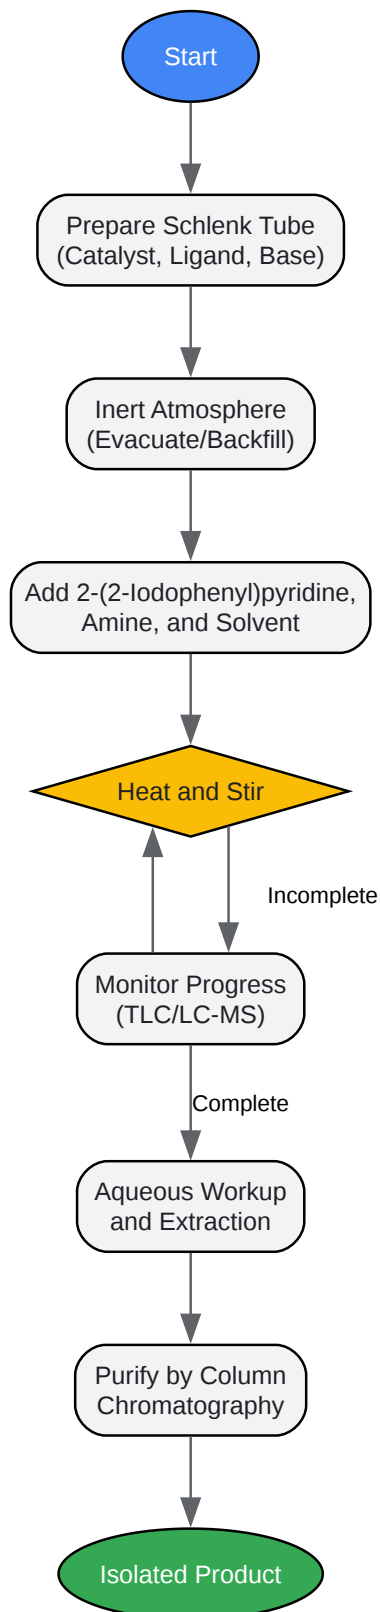 Start
Prepare Schlenk Tube
(Catalyst, Ligand, Base)
Inert Atmosphere
(Evacuate/Backfill)
Add 2-(2-Iodophenyl)pyridine,
Amine, and Solvent
Heat and Stir
Incomplete
Monitor Progress
(TLC/LC-MS)
Complete
Aqueous Workup
and Extraction
Purify by Column
Chromatography
Isolated Product